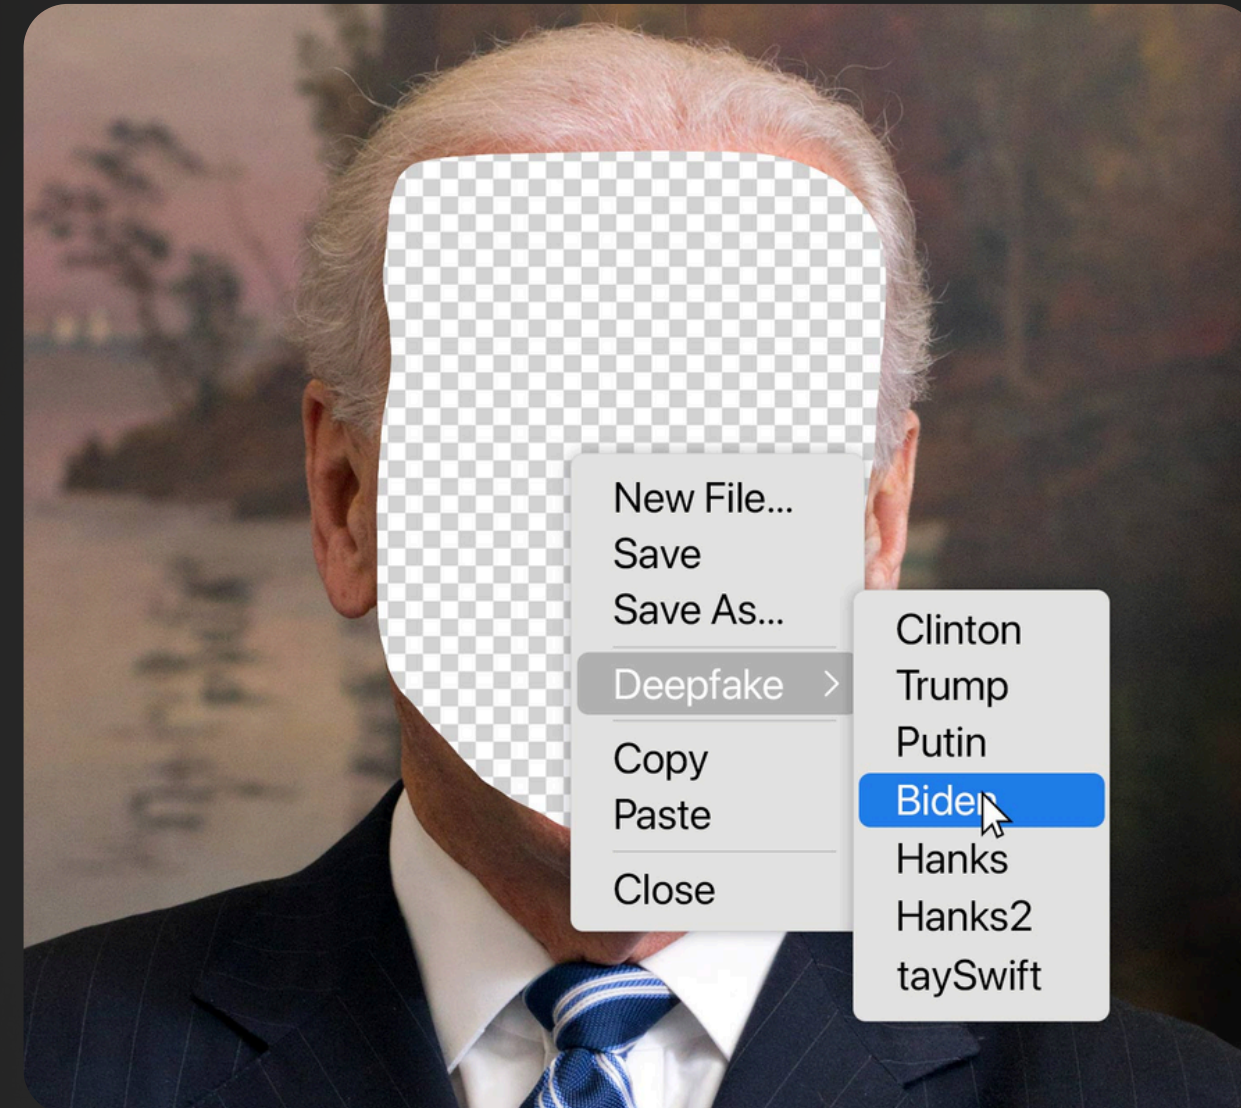 New File...
Save
Save As...
Deepfake >
Copy
Paste
Close
Clinton
Trump
Putin
Biden
Hanks
Hanks2
taySwift